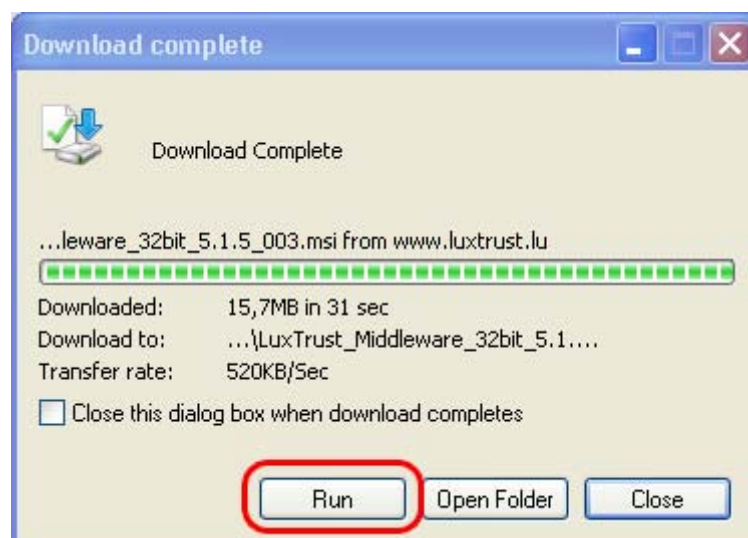 Download complete
Download Complete
...leware_32bit_5.1.5_003.msi from www.luxtrust.lu
Downloaded: 15,7MB in 31 sec
Download to: ...\LuxTrust_Middleware_32bit_5.1....
Transfer rate: 520KB/Sec
Close this dialog box when download completes
Run Open Folder Close